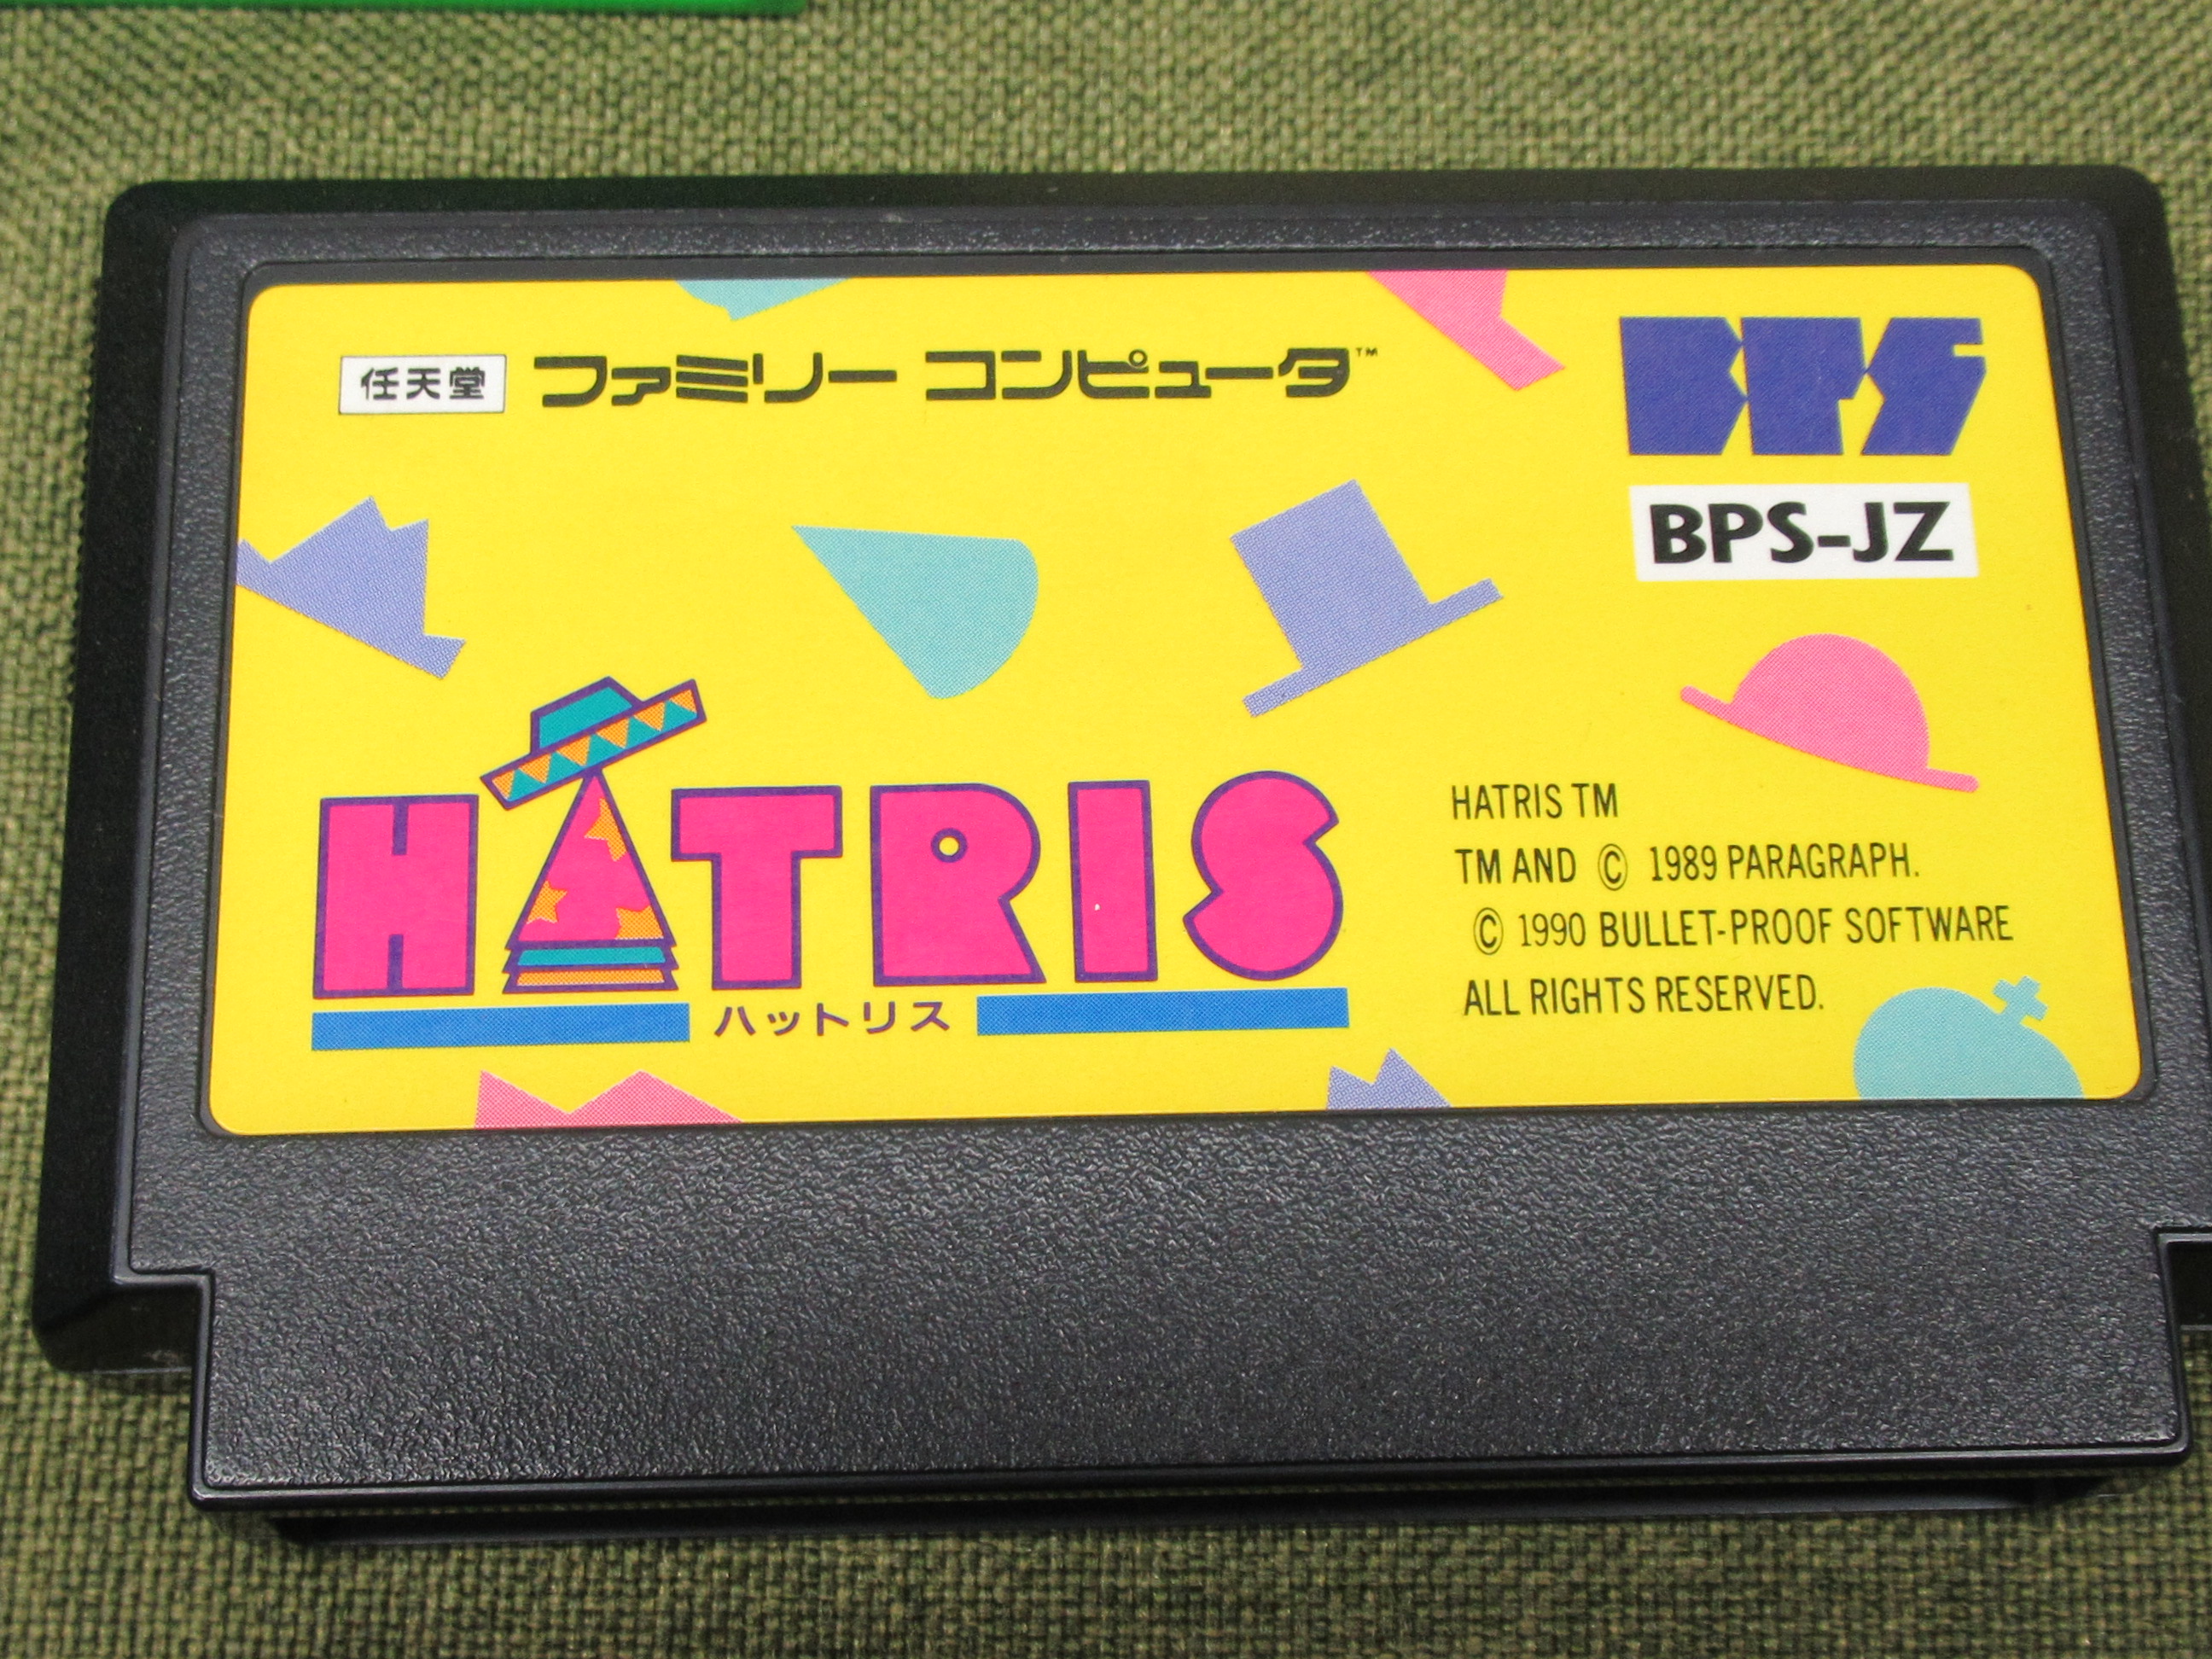 任天堂 ファミリー コンピュータ™
BPS
BPS-JZ
HATRIS
ハットリス
HATRIS TM
TM AND © 1989 PARAGRAPH.
© 1990 BULLET-PROOF SOFTWARE
ALL RIGHTS RESERVED.